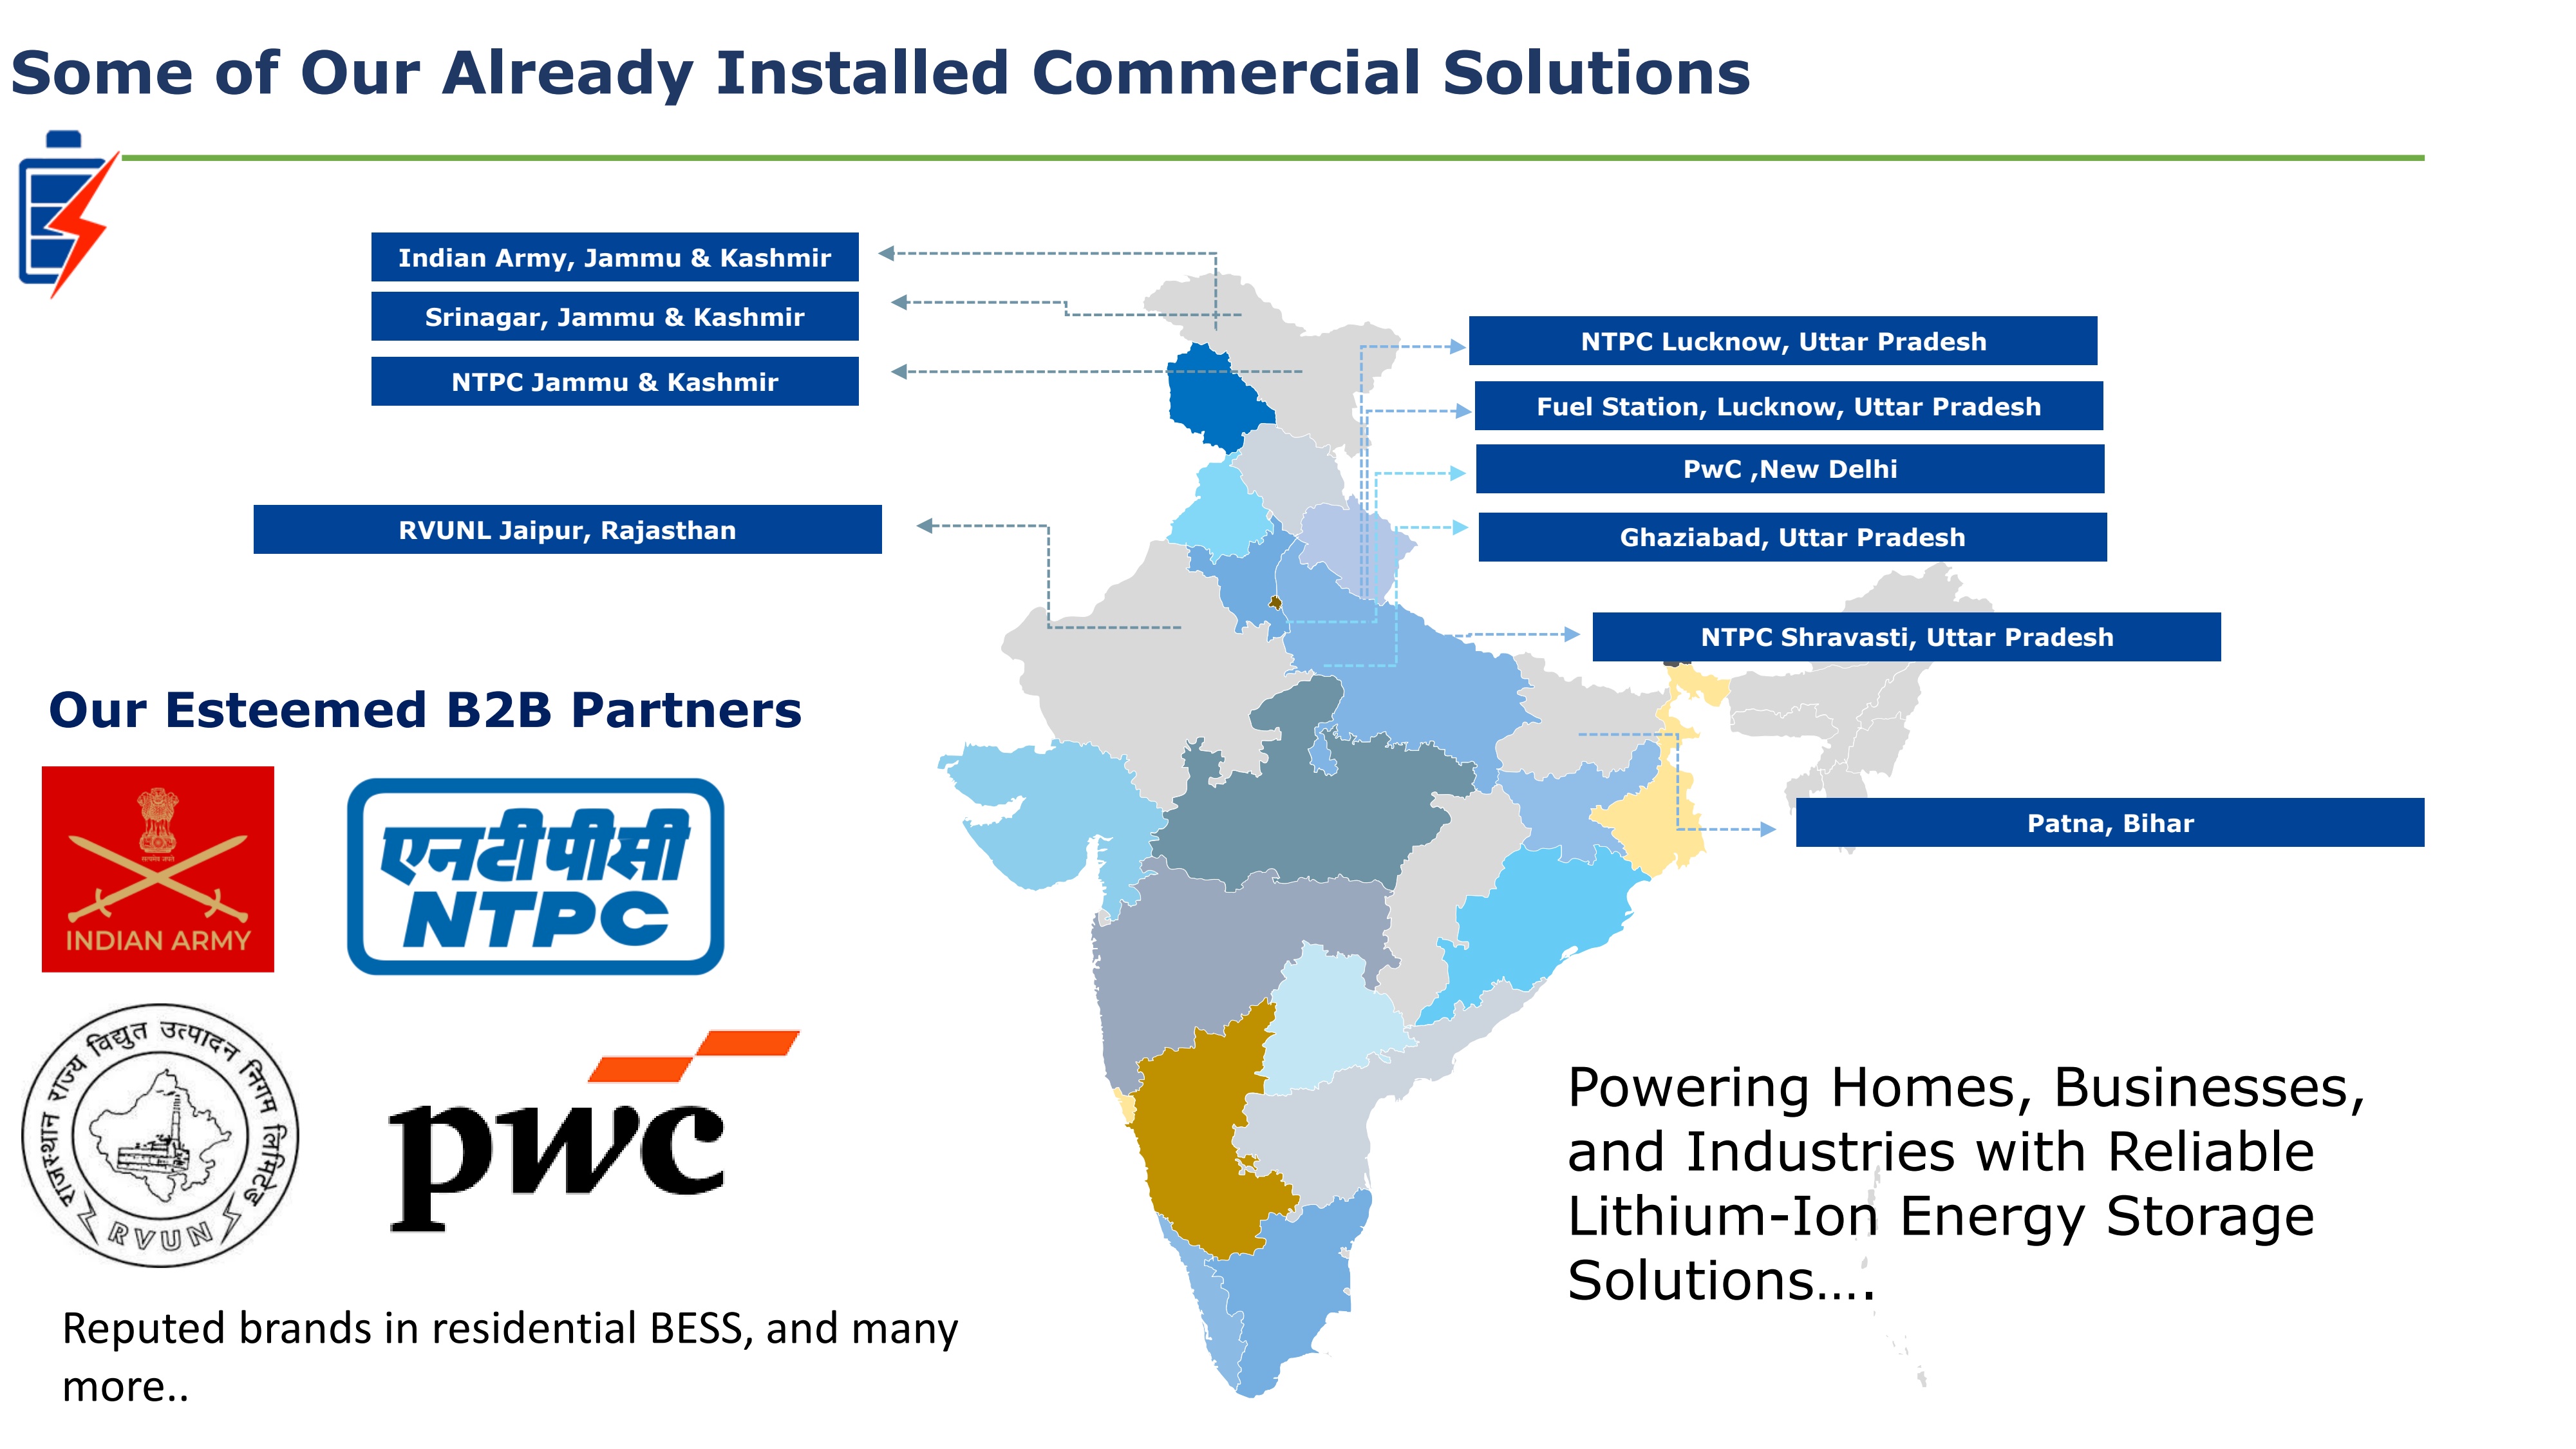 Some of Our Already Installed Commercial Solutions
Indian Army, Jammu & Kashmir
Srinagar, Jammu & Kashmir
NTPC Jammu & Kashmir
RVUNL Jaipur, Rajasthan
NTPC Lucknow, Uttar Pradesh
Fuel Station, Lucknow, Uttar Pradesh
PwC ,New Delhi
Ghaziabad, Uttar Pradesh
NTPC Shravasti, Uttar Pradesh
Patna, Bihar
Our Esteemed B2B Partners
सत्यमेव जयते
INDIAN ARMY
एनटीपीसी
NTPC
राजस्थान राज्य विद्युत उत्पादन निगम लिमिटेड
RVUN
pwc
Reputed brands in residential BESS, and many
more..
Powering Homes, Businesses,
and Industries with Reliable
Lithium-Ion Energy Storage
Solutions….